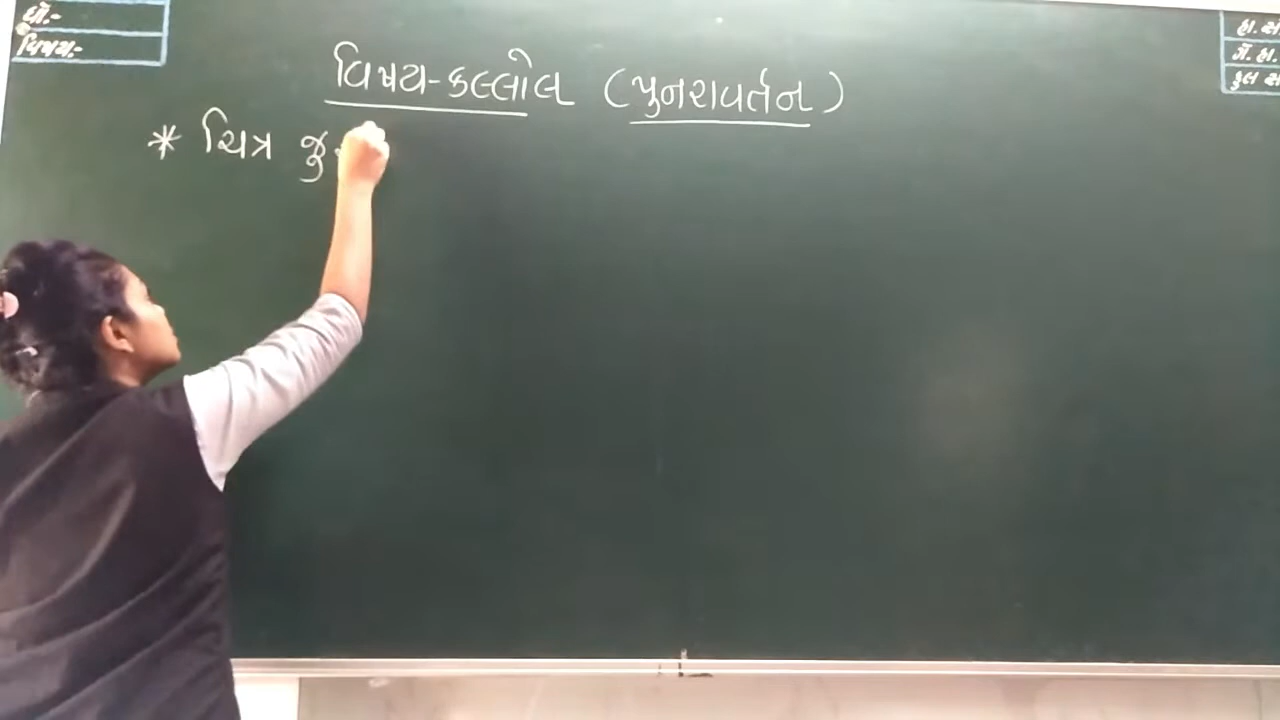 ધો.-
વિષય:-
વિષય-કલ્લોલ (પુનરાવર્તન)
* ચિત્ર જુ
હા. સ
ગૅ. હા.
કુલ સ